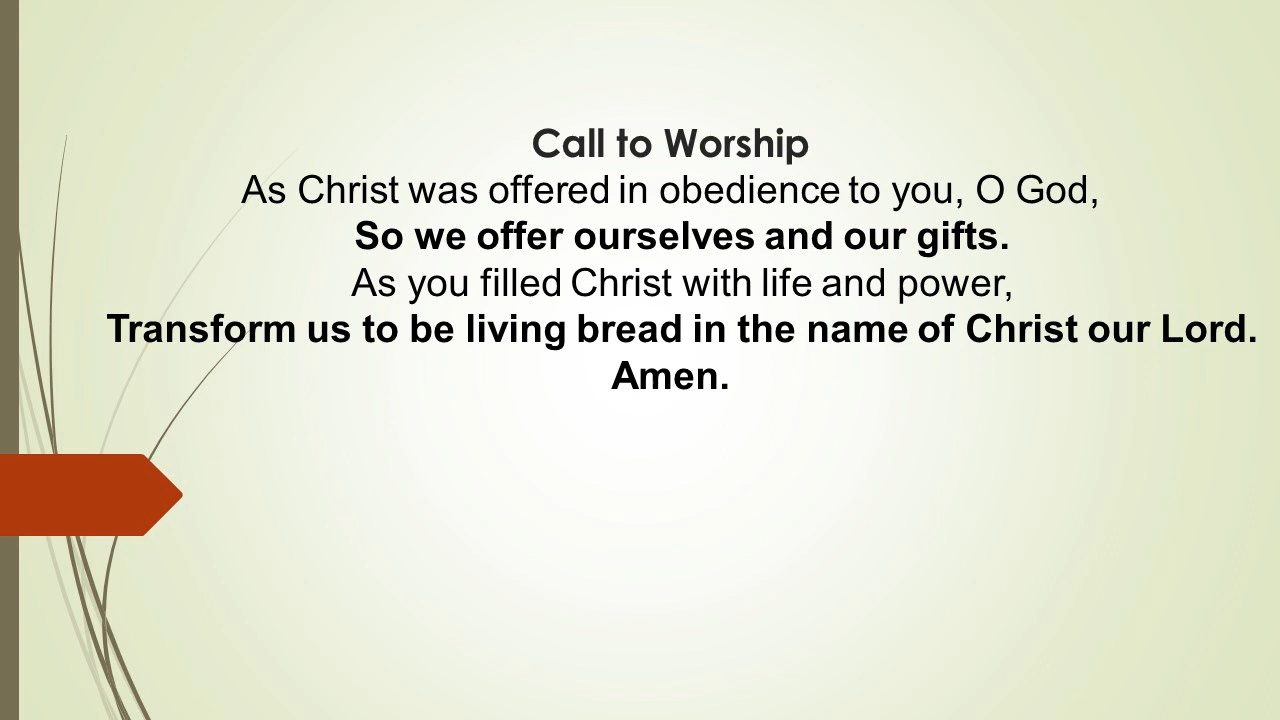 Call to Worship
As Christ was offered in obedience to you, O God,
So we offer ourselves and our gifts.
As you filled Christ with life and power,
Transform us to be living bread in the name of Christ our Lord.
Amen.